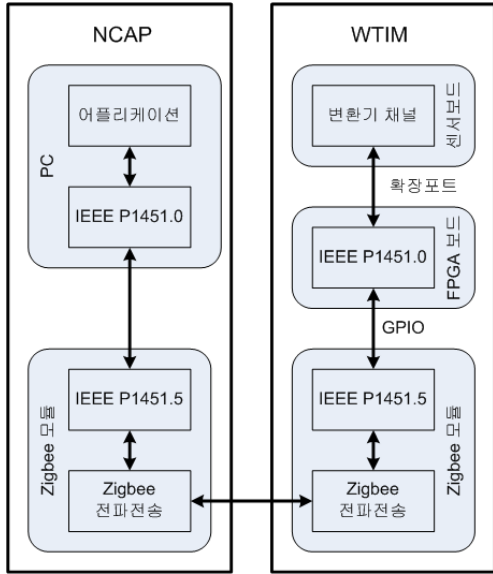 NCAP
PC
어플리케이션
IEEE P1451.0
Zigbee 모듈
IEEE P1451.5
Zigbee
전파전송
WTIM
센서보드
변환기 채널
확장포트
FPGA 보드
IEEE P1451.0
GPIO
Zigbee 모듈
IEEE P1451.5
Zigbee
전파전송